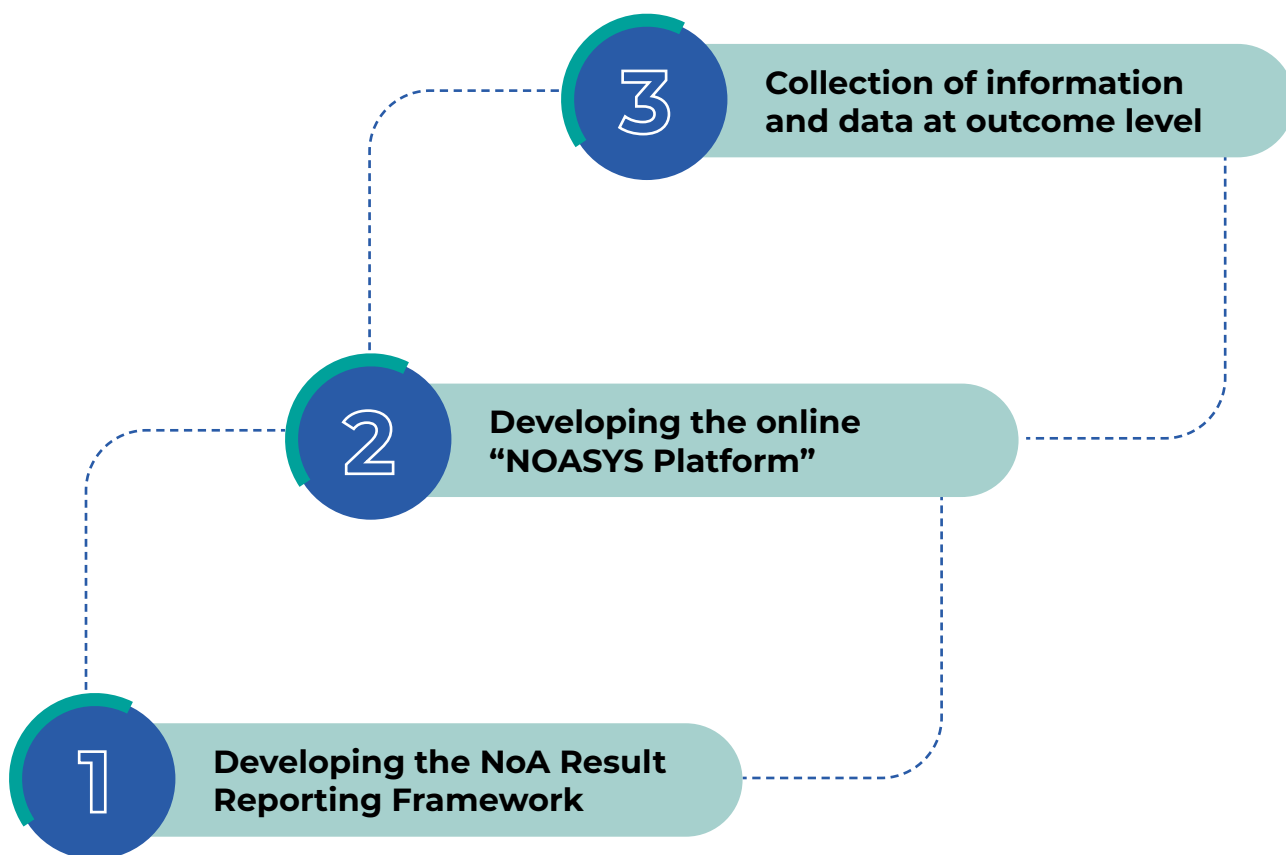 3
Collection of information
and data at outcome level
2
Developing the online
“NOASYS Platform”
1
Developing the NoA Result
Reporting Framework